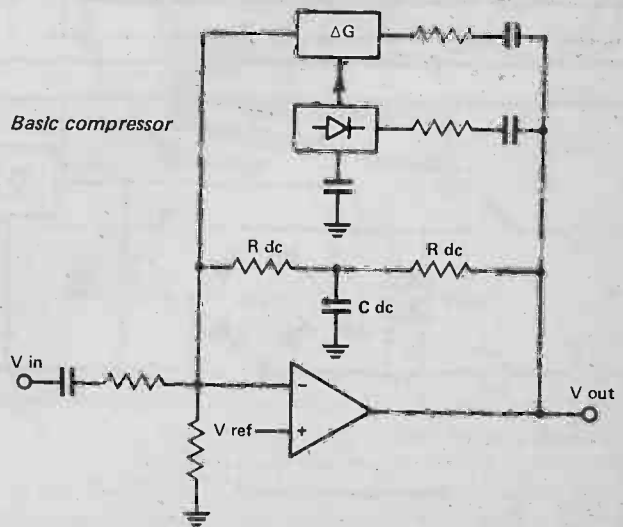 ΔG
Basic compressor
R dc
R dc
C dc
V in
V out
V ref
-
+